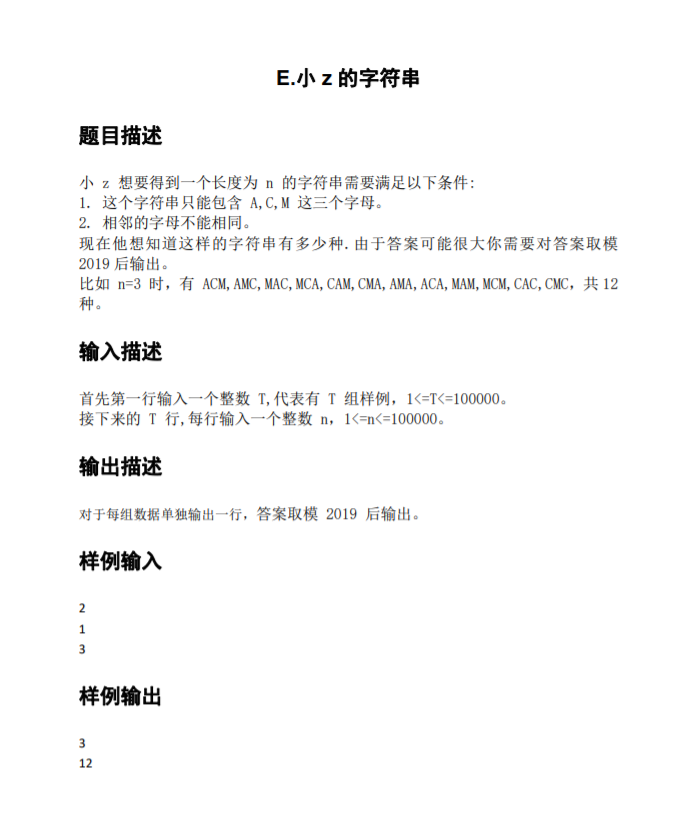 E.小 z 的字符串
题目描述
小 z 想要得到一个长度为 n 的字符串需要满足以下条件:
1. 这个字符串只能包含 A,C,M 这三个字母。
2. 相邻的字母不能相同。
现在他想知道这样的字符串有多少种.由于答案可能很大你需要对答案取模
2019 后输出。
比如 n=3 时，有 ACM,AMC,MAC,MCA,CAM,CMA,AMA,ACA,MAM,MCM,CAC,CMC，共 12
种。
输入描述
首先第一行输入一个整数 T,代表有 T 组样例，1<=T<=100000。
接下来的 T 行,每行输入一个整数 n，1<=n<=100000。
输出描述
对于每组数据单独输出一行，答案取模 2019 后输出。
样例输入
2
1
3
样例输出
3
12